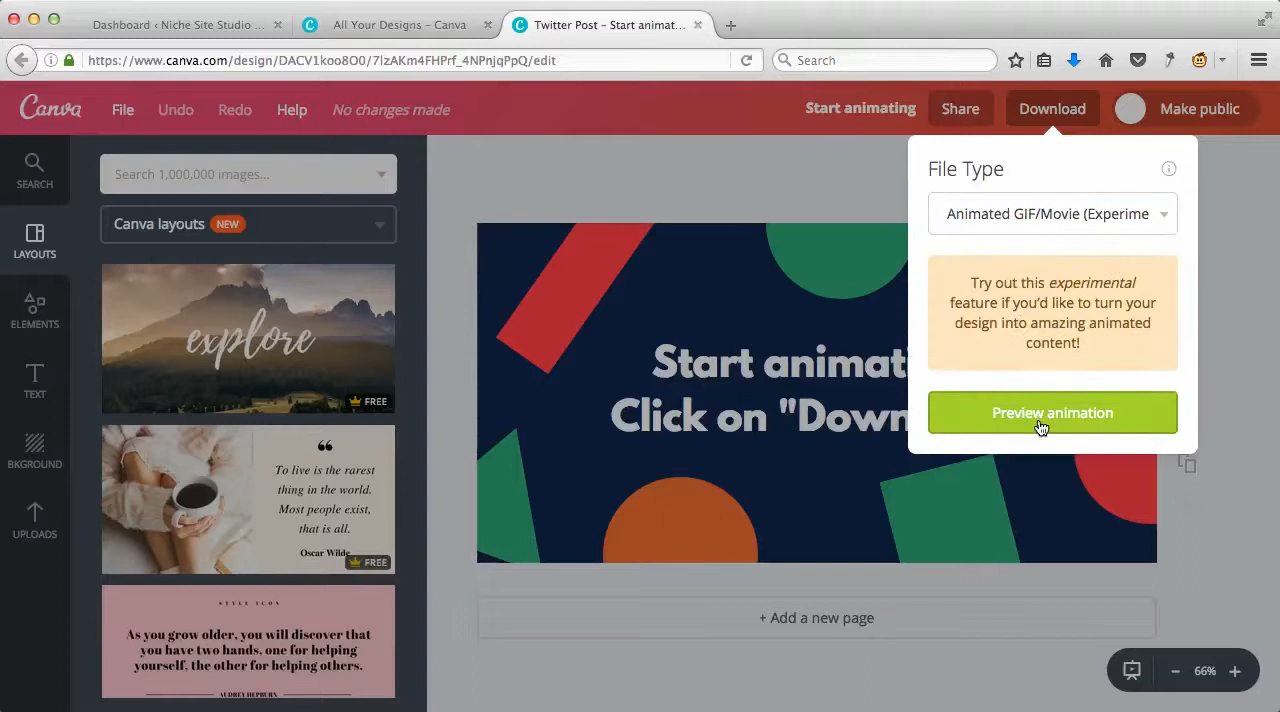 Dashboard ‹ Niche Site Studio ...
All Your Designs - Canva
Twitter Post - Start animat...
https://www.canva.com/design/DACV1koo8O0/7lzAKm4FHPrf_4NPnjqPpQ/edit
Search
Canva
File
Undo
Redo
Help
No changes made
Start animating
Share
Download
Make public
SEARCH
LAYOUTS
ELEMENTS
TEXT
BKGROUND
UPLOADS
Search 1,000,000 images...
Canva layouts NEW
explore
FREE
To live is the rarest
thing in the world.
Most people exist,
that is all.
Oscar Wilde
FREE
STYLE ICON
As you grow older, you will discover that
you have two hands, one for helping
yourself, the other for helping others.
AUDREY HEPBURN
Start animati
Click on "Down
File Type
Animated GIF/Movie (Experime
Try out this experimental
feature if you'd like to turn your
design into amazing animated
content!
Preview animation
+ Add a new page
66%